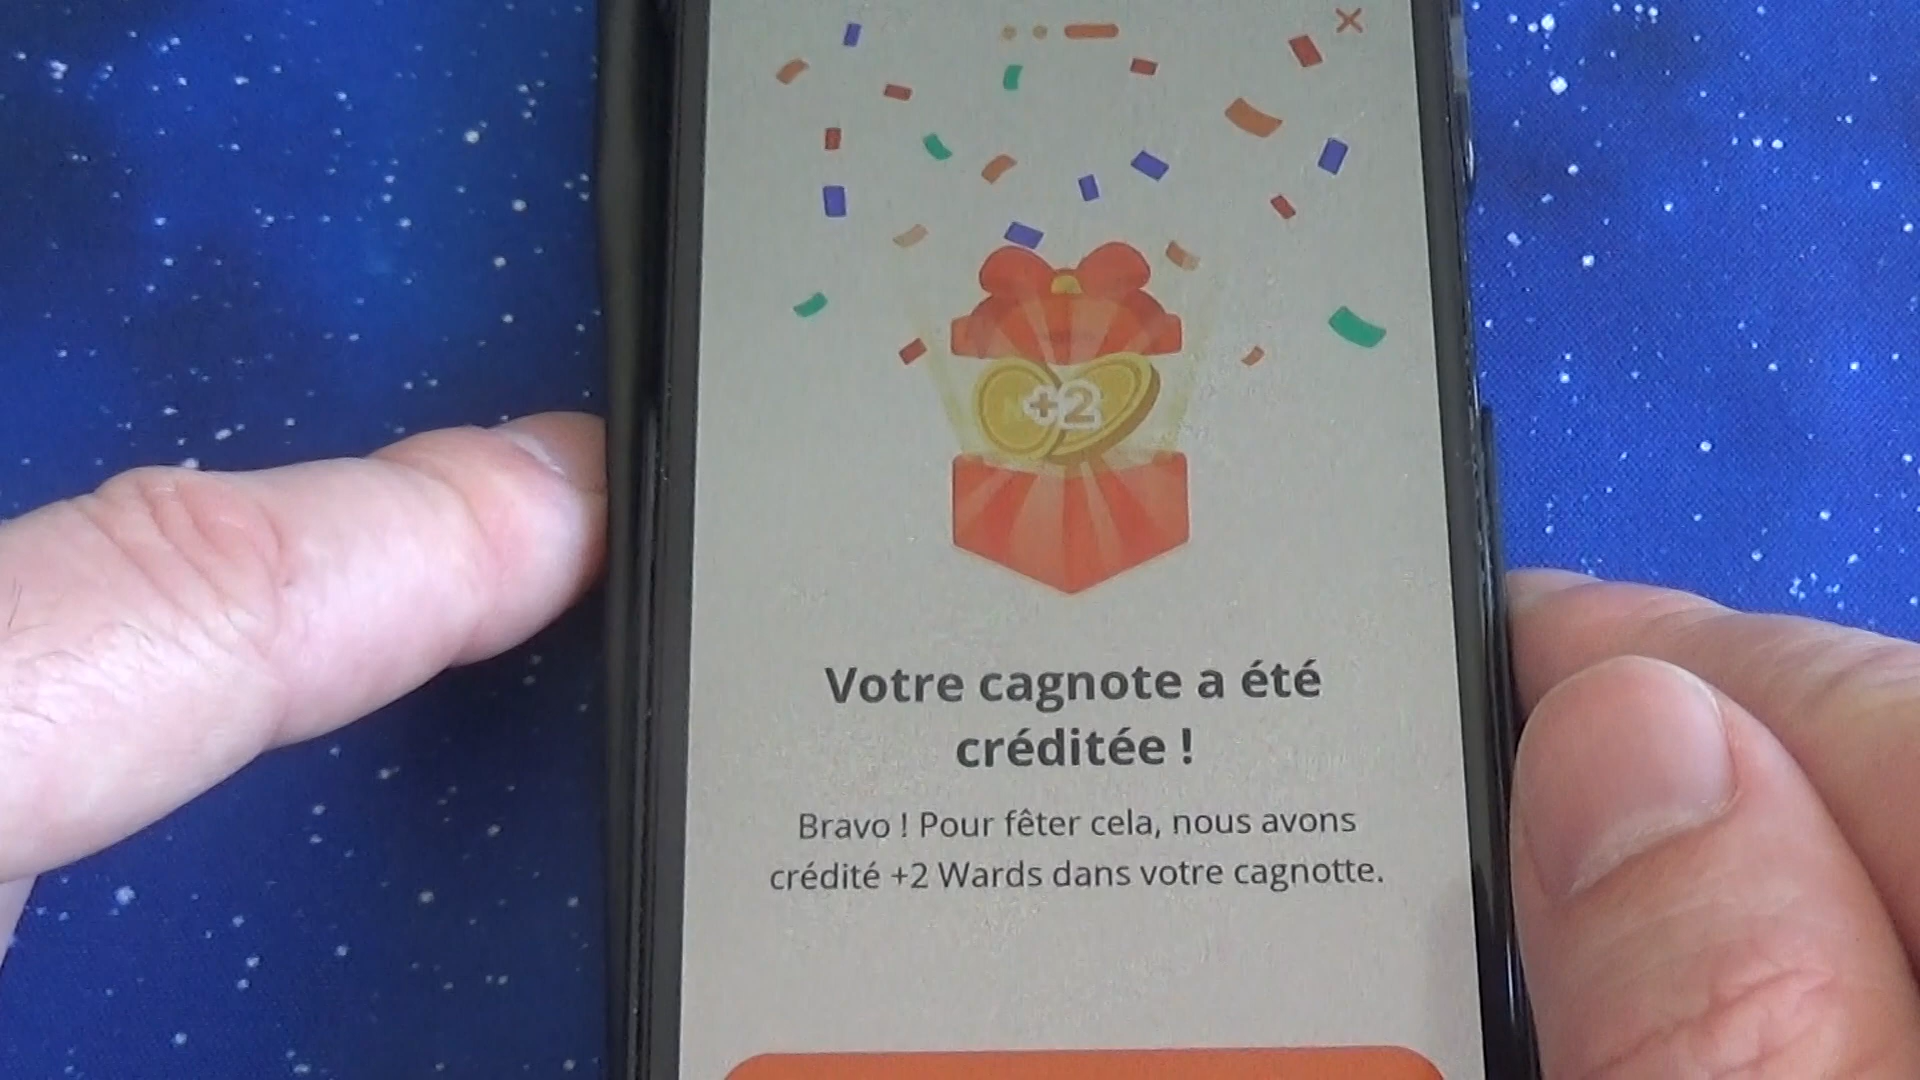 +2
Votre cagnote a été
créditée !
Bravo ! Pour fêter cela, nous avons
crédité +2 Wards dans votre cagnotte.